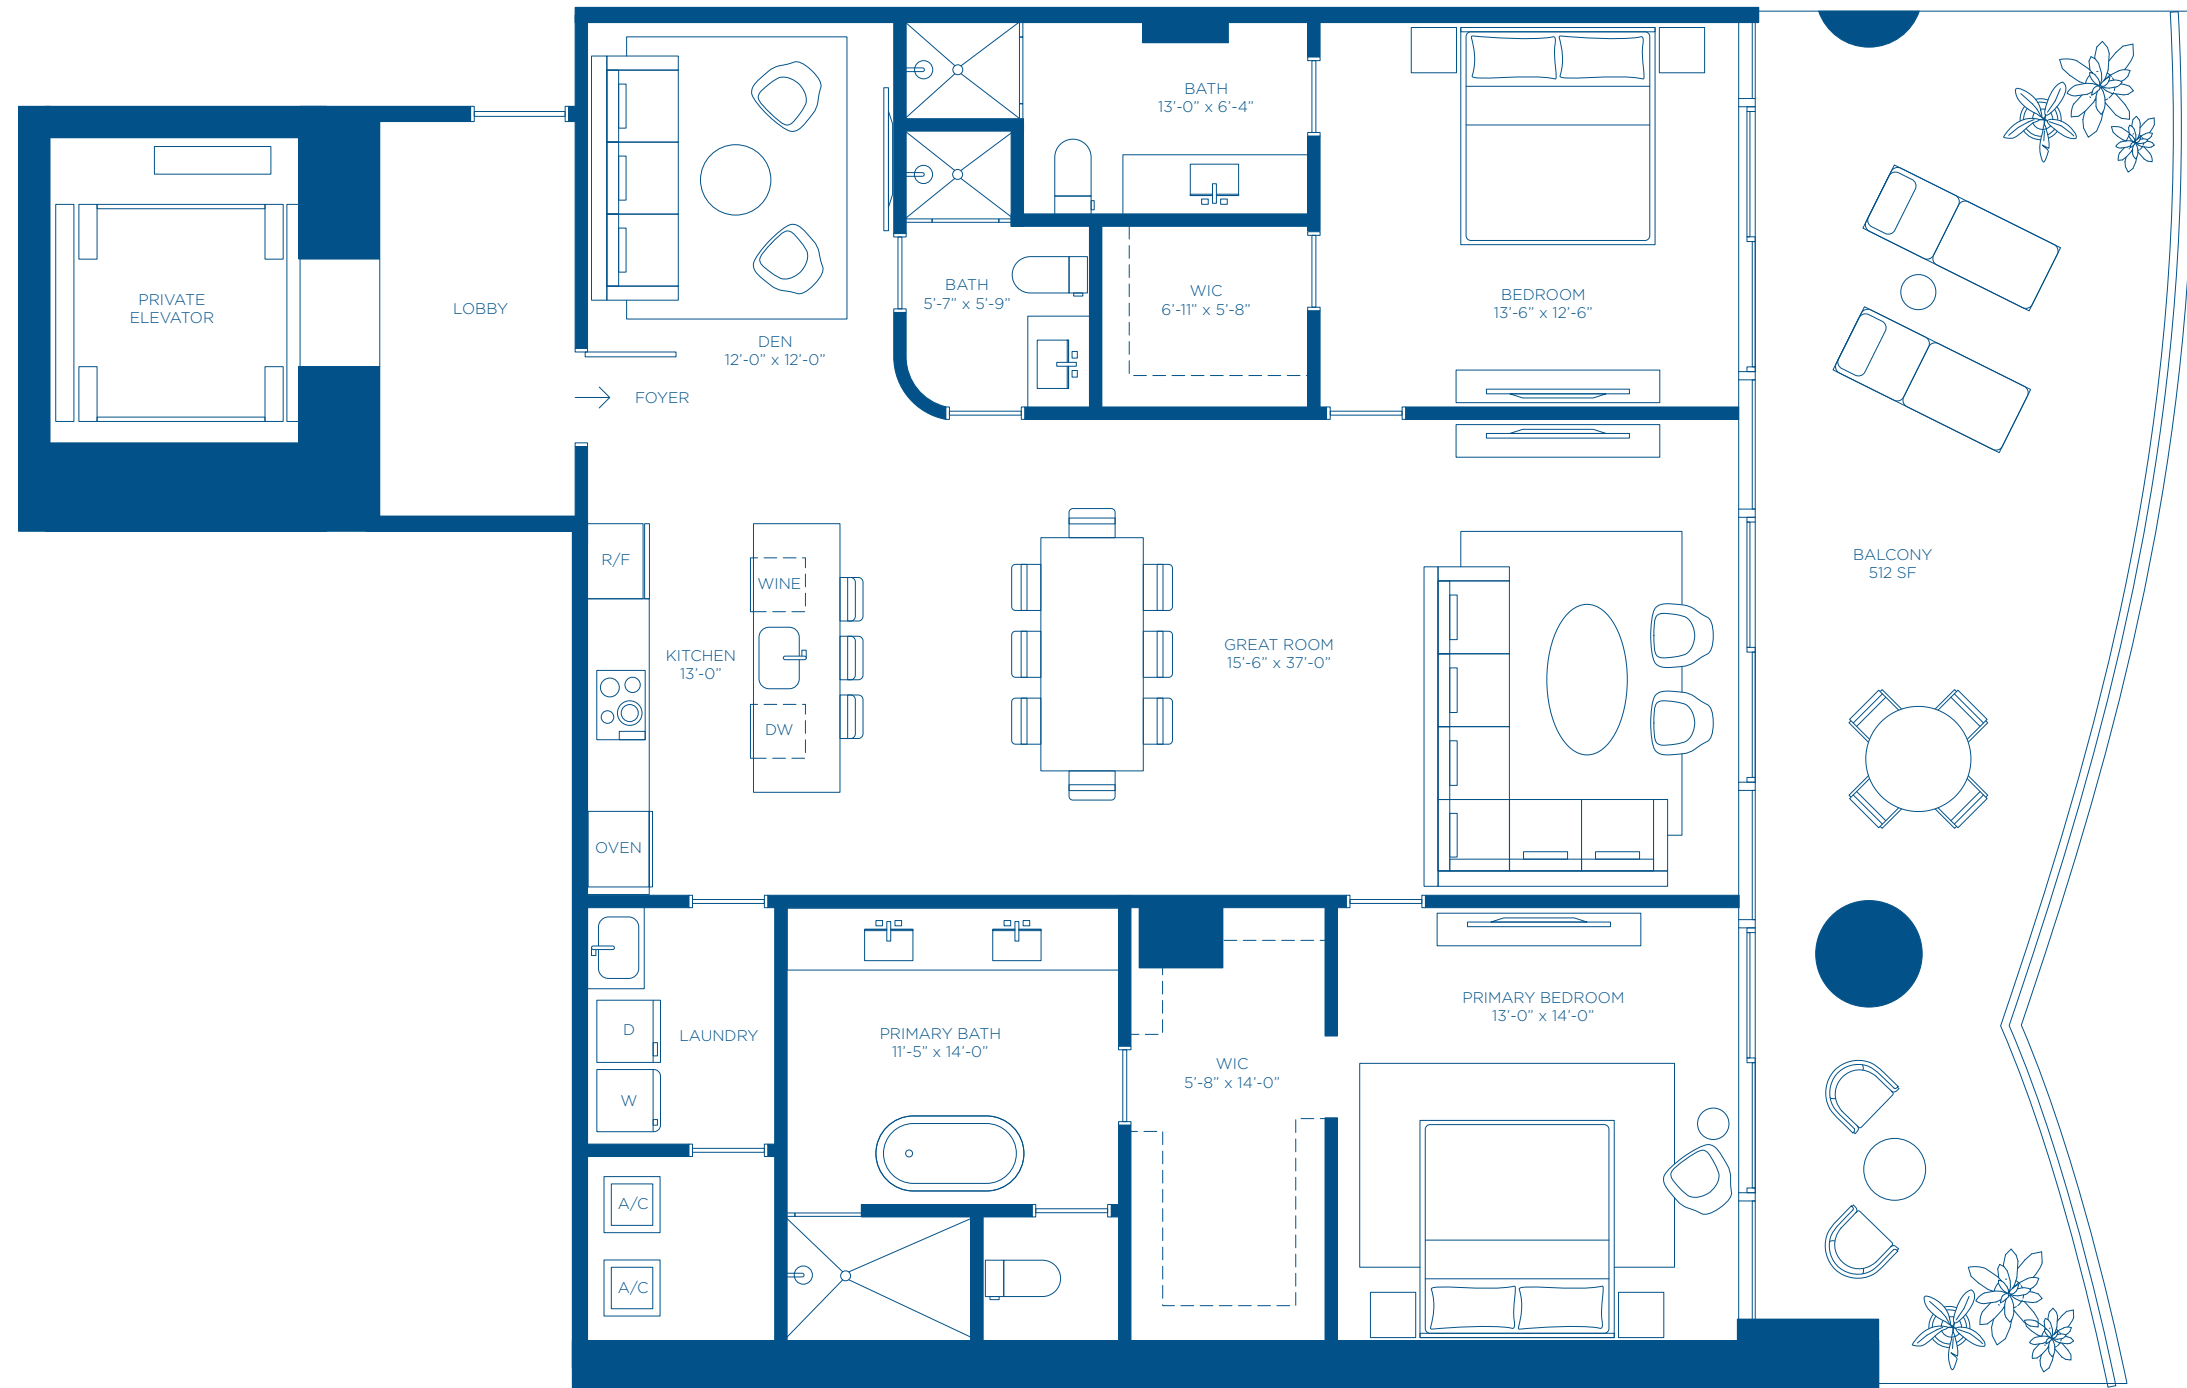 BATH
13'-0" x 6'-4"
PRIVATE
ELEVATOR
LOBBY
DEN
12'-0" x 12'-0"
BATH
5'-7" x 5'-9"
WIC
6'-11" x 5'-8"
BEDROOM
13'-6" x 12'-6"
FOYER
R/F
WINE
KITCHEN
13'-0"
DW
OVEN
GREAT ROOM
15'-6" x 37'-0"
BALCONY
512 SF
D
W
LAUNDRY
PRIMARY BATH
11'-5" x 14'-0"
WIC
5'-8" x 14'-0"
PRIMARY BEDROOM
13'-0" x 14'-0"
A/C
A/C